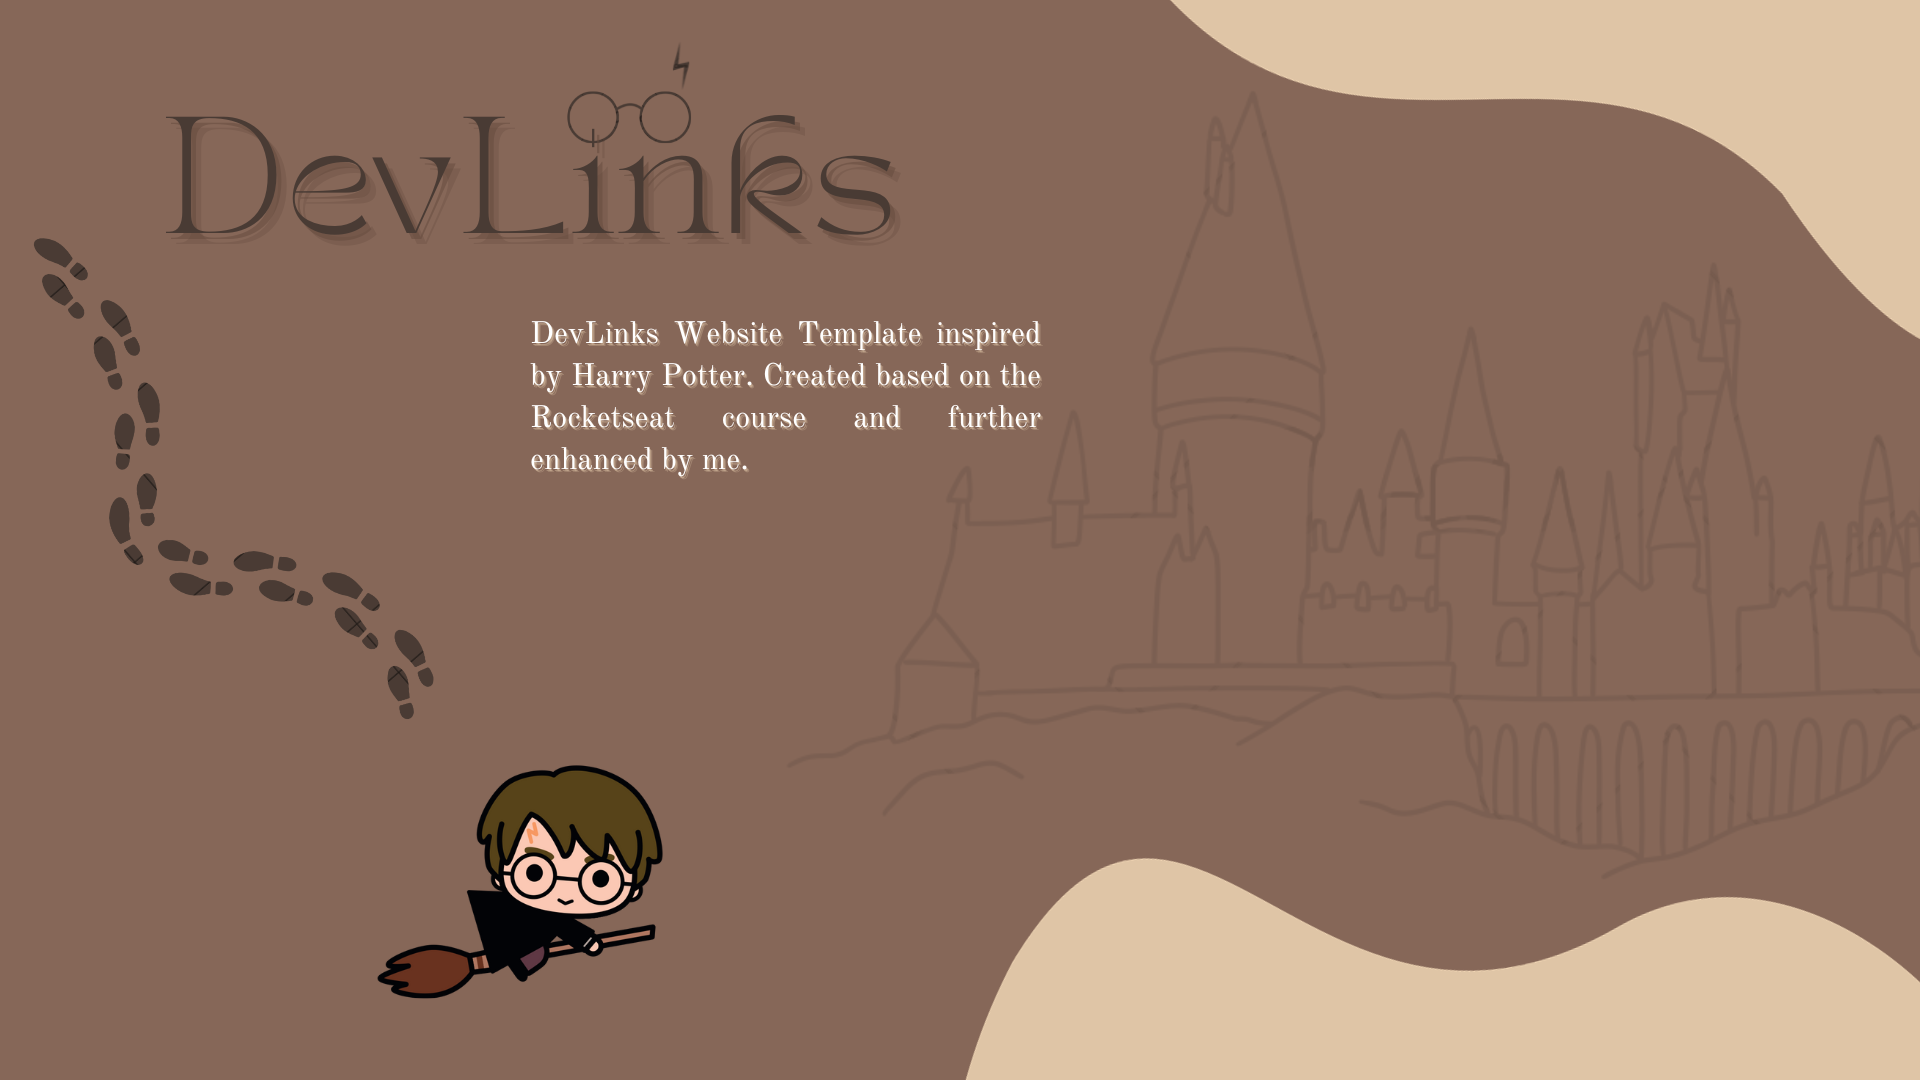 DevLinks
DevLinks Website Template inspired
by Harry Potter. Created based on the
Rocketseat course and further
enhanced by me.